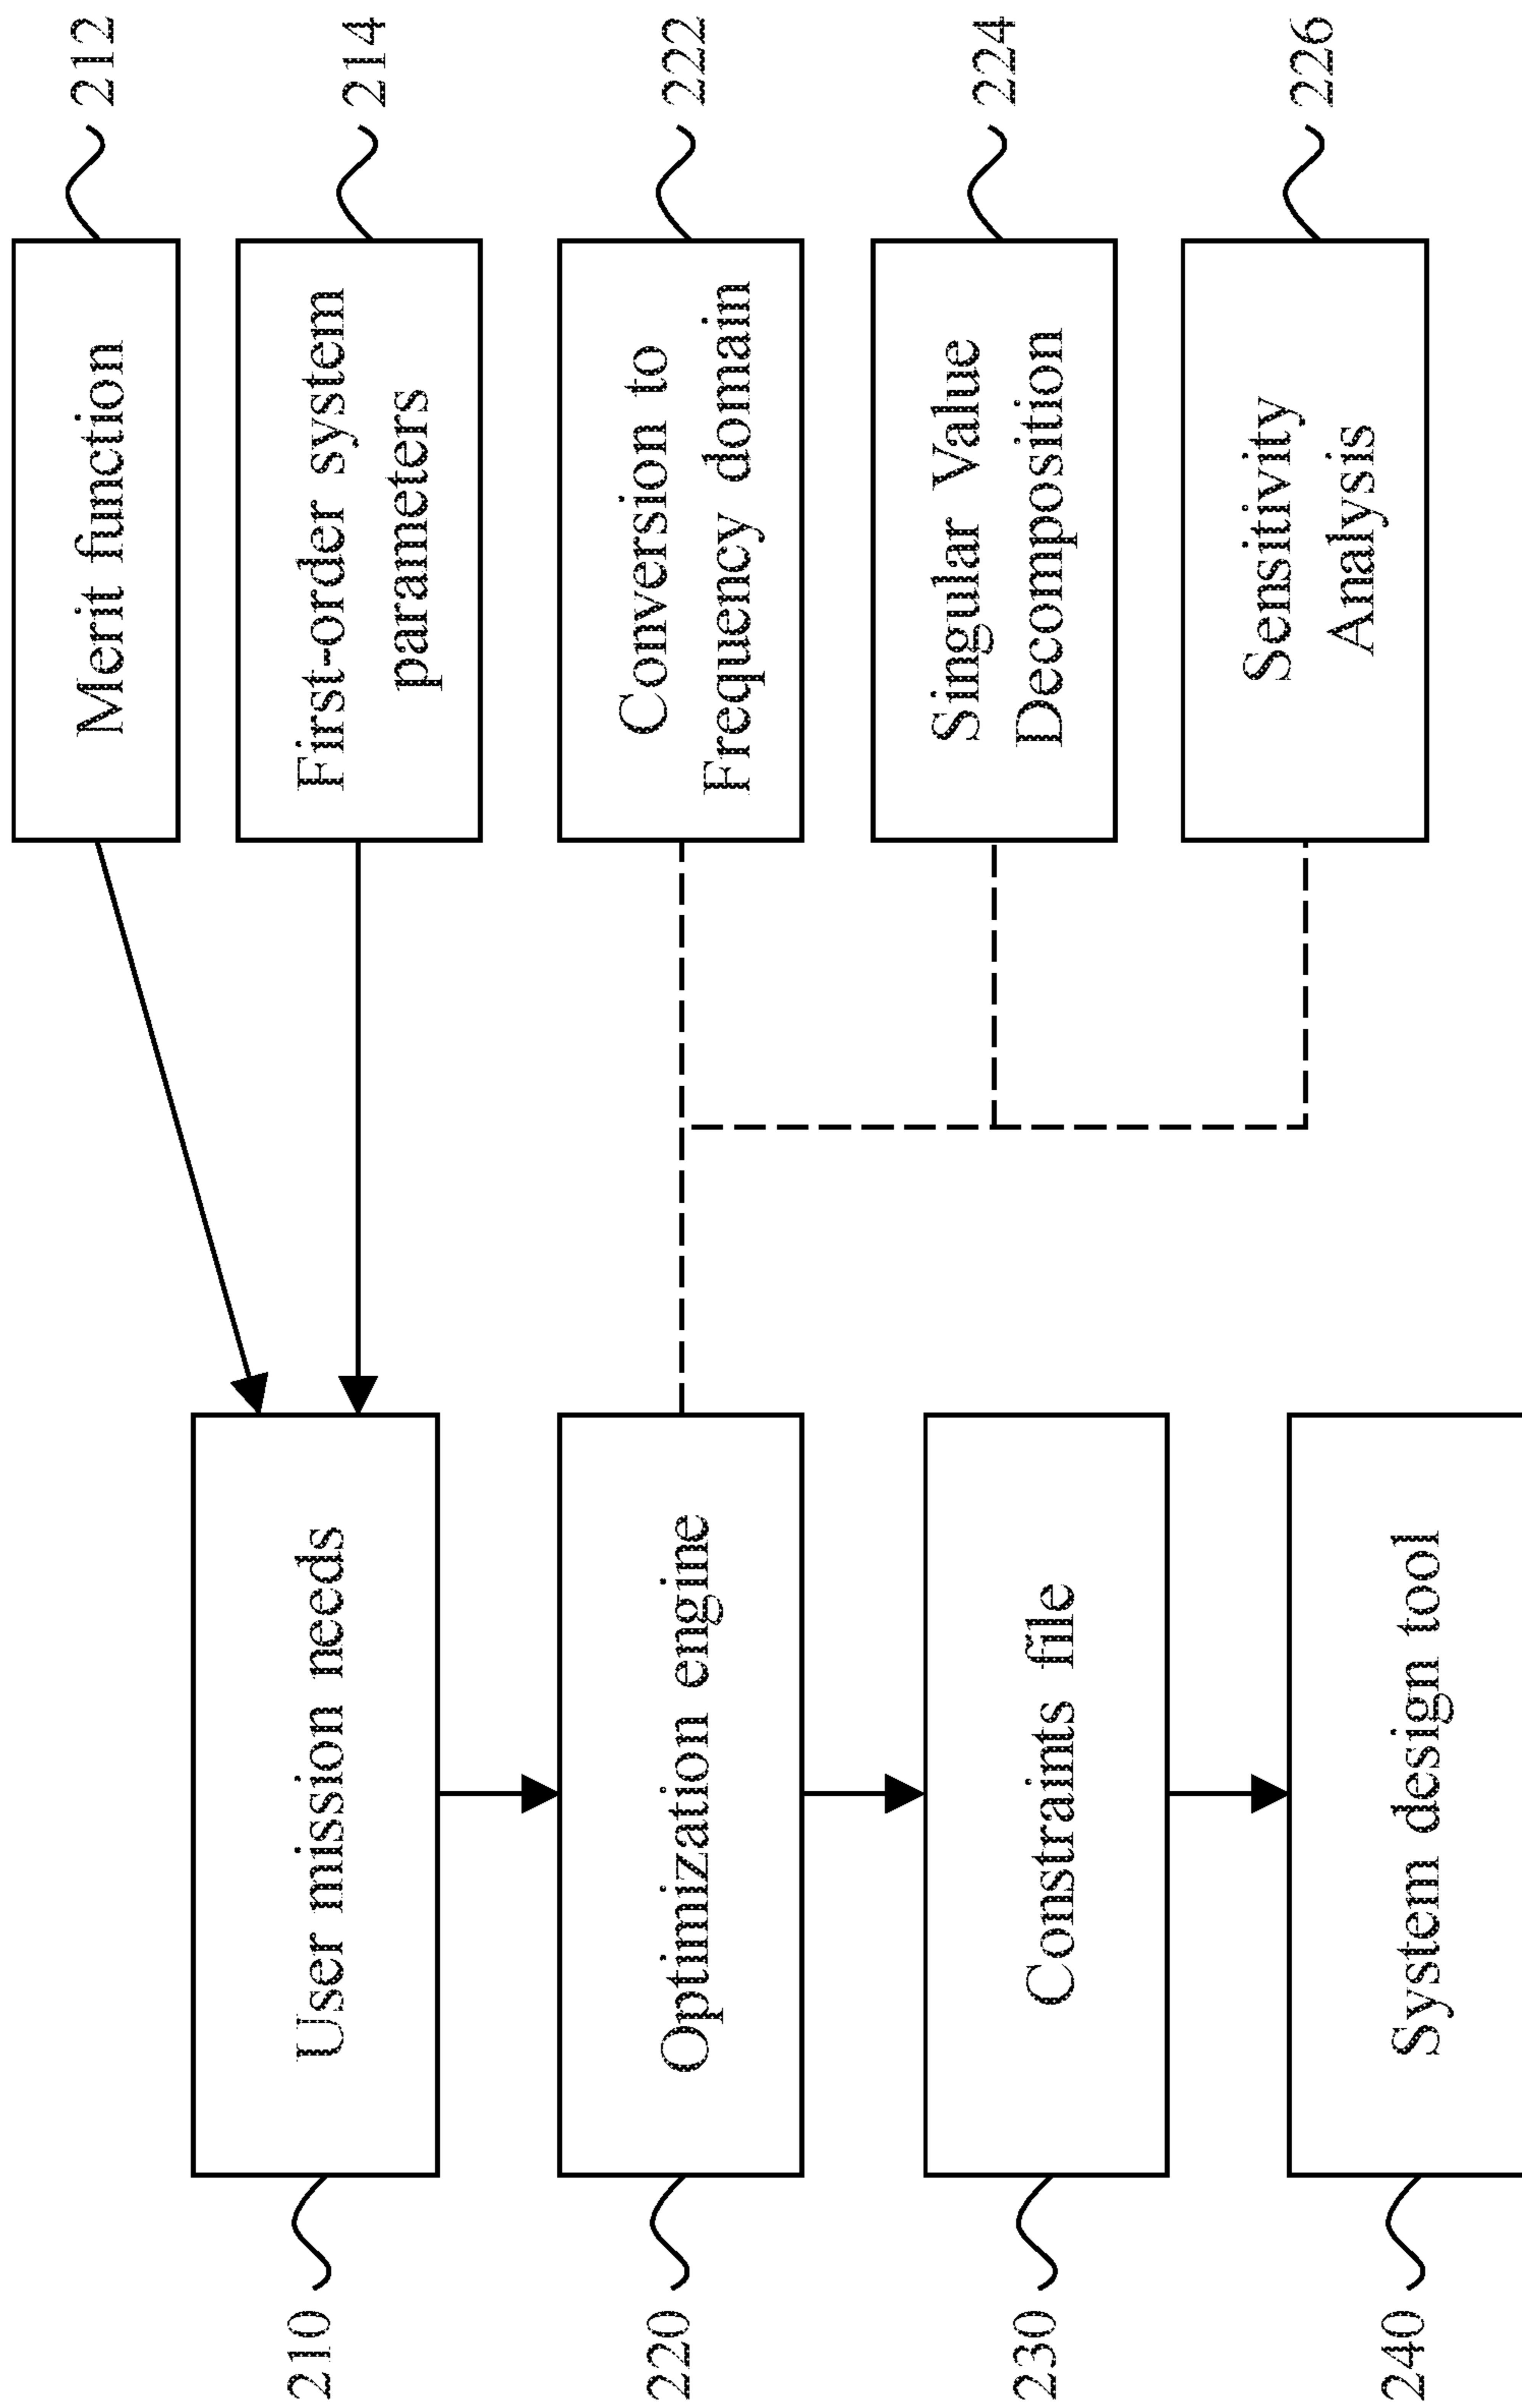 Merit function
212
First-order system
parameters
214
210
User mission needs
Conversion to
Frequency domain
222
220
Optimization engine
Singular Value
Decomposition
224
230
Constraints file
Sensitivity
Analysis
226
240
System design tool